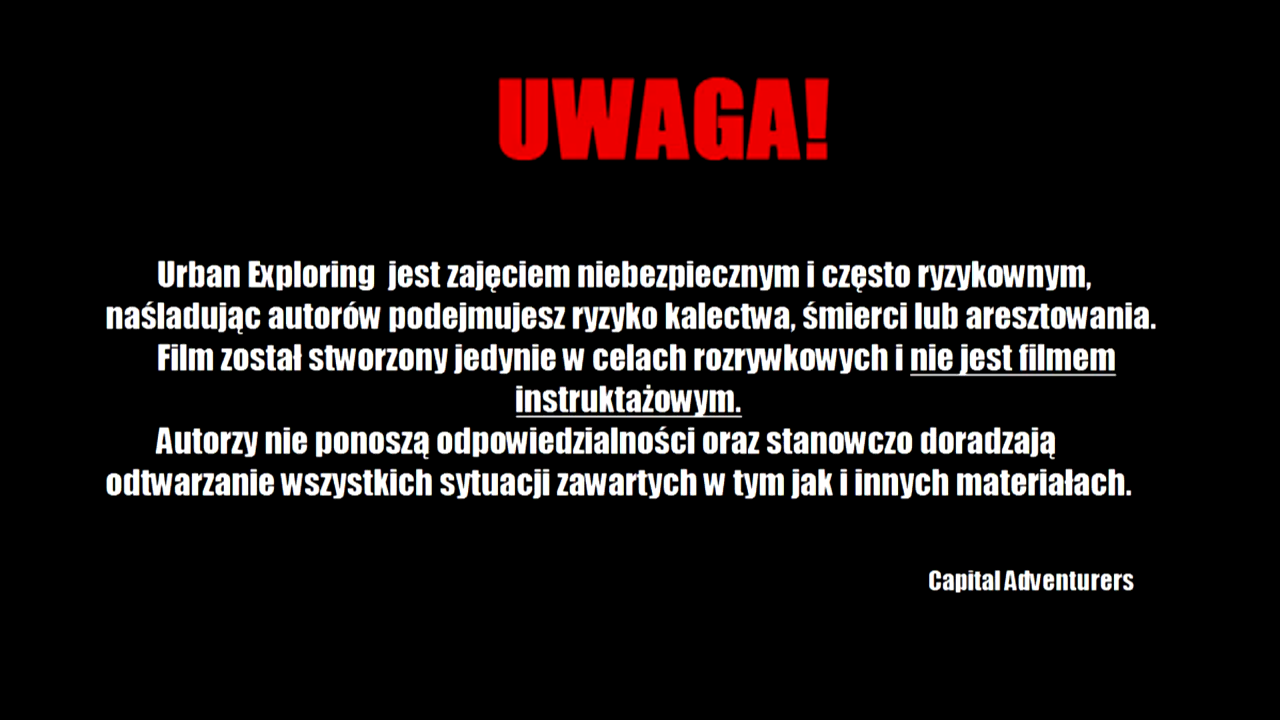 UWAGA!
Urban Exploring jest zajęciem niebezpiecznym i często ryzykownym,
naśladując autorów podejmujesz ryzyko kalectwa, śmierci lub aresztowania.
Film został stworzony jedynie w celach rozrywkowych i nie jest filmem
instruktażowym.
Autorzy nie ponoszą odpowiedzialności oraz stanowczo doradzają
odtwarzanie wszystkich sytuacji zawartych w tym jak i innych materiałach.
Capital Adventurers